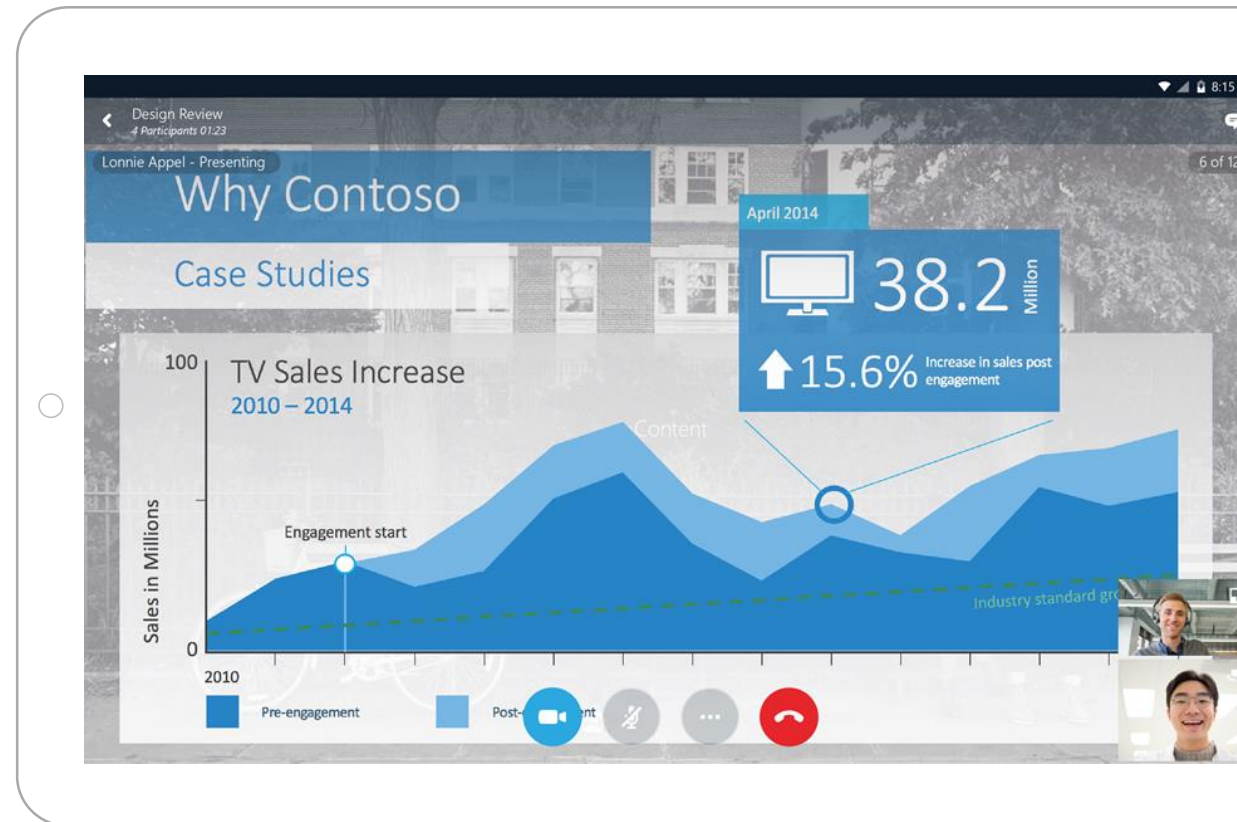 8:15
Design Review
4 Participants 01:23
Lonnie Appel - Presenting
6 of 12
Why Contoso
Case Studies
April 2014
38.2 Million
15.6% Increase in sales post
engagement
100
TV Sales Increase
2010 – 2014
Content
Engagement start
Sales in Millions
Industry standard
0
2010
Pre-engagement